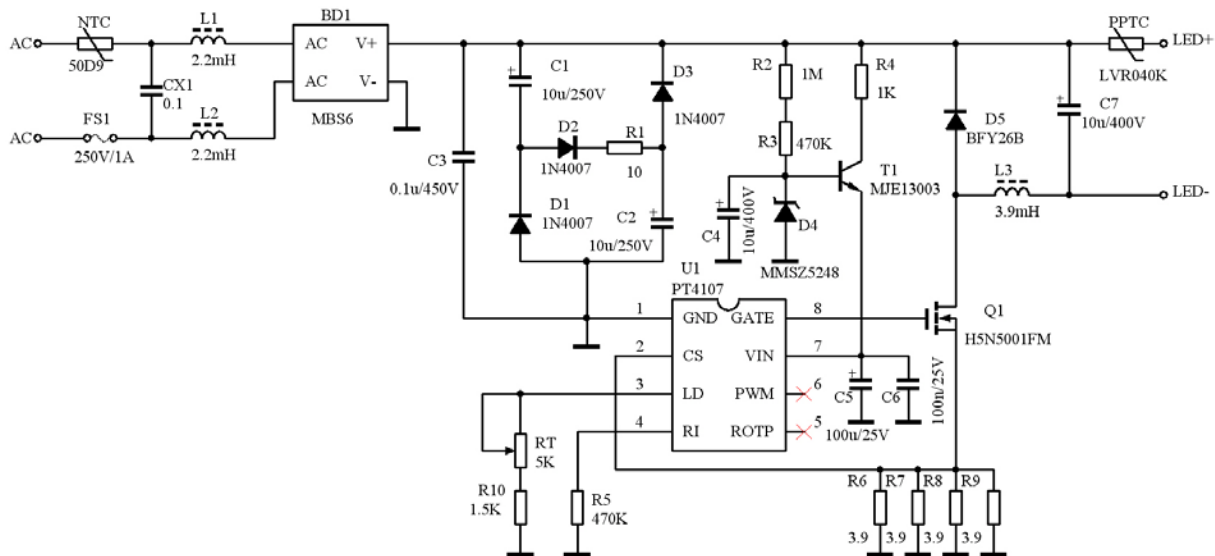 NTC
L1
BD1
PPTC
AC
AC V+
LED+
50D9
2.2mH
CX1
0.1
AC V-
C1
10u/250V
D3
R2
1M
R4
1K
LVR040K
FS1
L2
MBS6
1N4007
D5
BFY26B
C7
10u/400V
AC
250V/1A
2.2mH
D2
R1
R3
470K
C3
0.1u/450V
1N4007
10
T1
MJE13003
L3
LED-
3.9mH
D1
1N4007
C2
10u/250V
C4
10u/400V
D4
MMSZ5248
U1
PT4107
1
GND GATE
8
Q1
H5N5001FM
2
CS VIN
7
3
LD PWM
6
C5
C6
100n/25V
4
RI ROTP
5
100u/25V
RT
5K
R10
1.5K
R5
470K
R6 R7 R8 R9
3.9 3.9 3.9